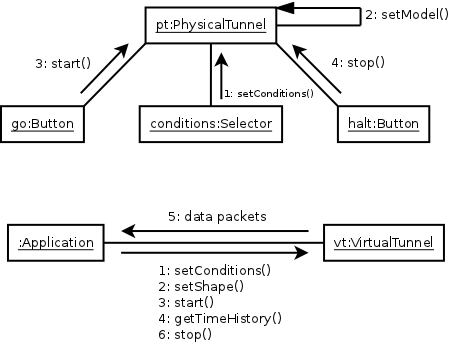 pt:PhysicalTunnel
2: setModel()
3: start()
4: stop()
1: setConditions()
go:Button
conditions:Selector
halt:Button
5: data packets
:Application
vt:VirtualTunnel
1: setConditions()
2: setShape()
3: start()
4: getTimeHistory()
6: stop()